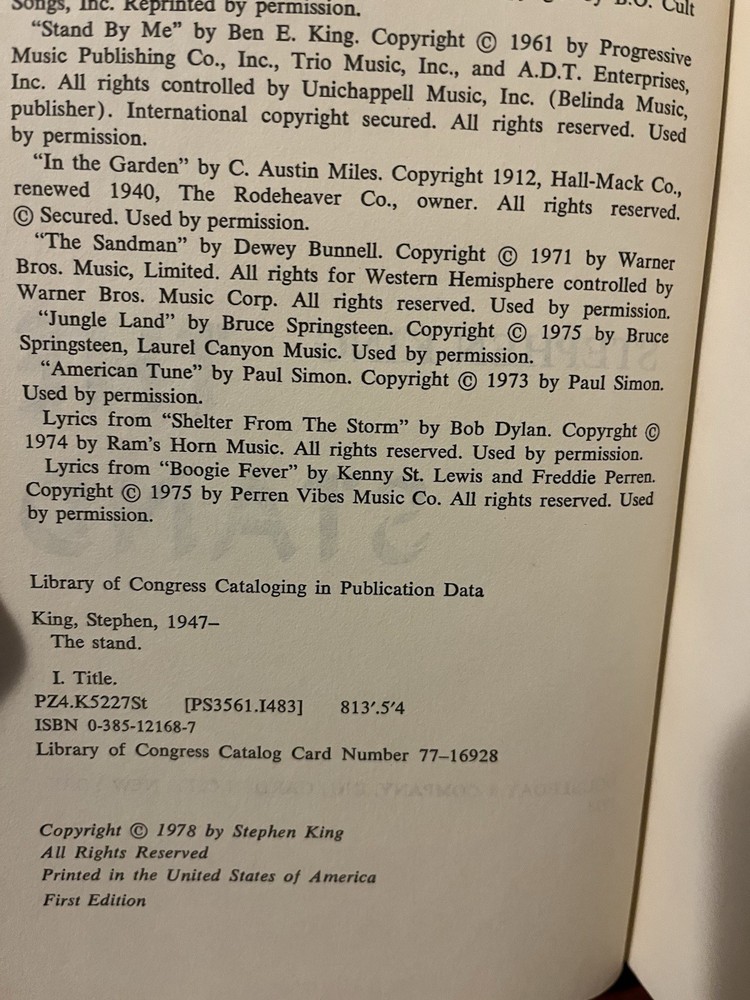 Songs, Inc. Reprinted by permission. B.O. Cult
“Stand By Me” by Ben E. King. Copyright © 1961 by Progressive
Music Publishing Co., Inc., Trio Music, Inc., and A.D.T. Enterprises,
Inc. All rights controlled by Unichappell Music, Inc. (Belinda Music,
publisher). International copyright secured. All rights reserved. Used
by permission.
“In the Garden” by C. Austin Miles. Copyright 1912, Hall-Mack Co.,
renewed 1940, The Rodeheaver Co., owner. All rights reserved.
© Secured. Used by permission.
“The Sandman” by Dewey Bunnell. Copyright © 1971 by Warner
Bros. Music, Limited. All rights for Western Hemisphere controlled by
Warner Bros. Music Corp. All rights reserved. Used by permission.
“Jungle Land” by Bruce Springsteen. Copyright © 1975 by Bruce
Springsteen, Laurel Canyon Music. Used by permission.
“American Tune” by Paul Simon. Copyright © 1973 by Paul Simon.
Used by permission.
Lyrics from “Shelter From The Storm” by Bob Dylan. Copyrght ©
1974 by Ram’s Horn Music. All rights reserved. Used by permission.
Lyrics from “Boogie Fever” by Kenny St. Lewis and Freddie Perren.
Copyright © 1975 by Perren Vibes Music Co. All rights reserved. Used
by permission.
Library of Congress Cataloging in Publication Data
King, Stephen, 1947–
The stand.
I. Title.
PZ4.K5227St [PS3561.I483] 813'.5'4
ISBN 0-385-12168-7
Library of Congress Catalog Card Number 77–16928
Copyright © 1978 by Stephen King
All Rights Reserved
Printed in the United States of America
First Edition